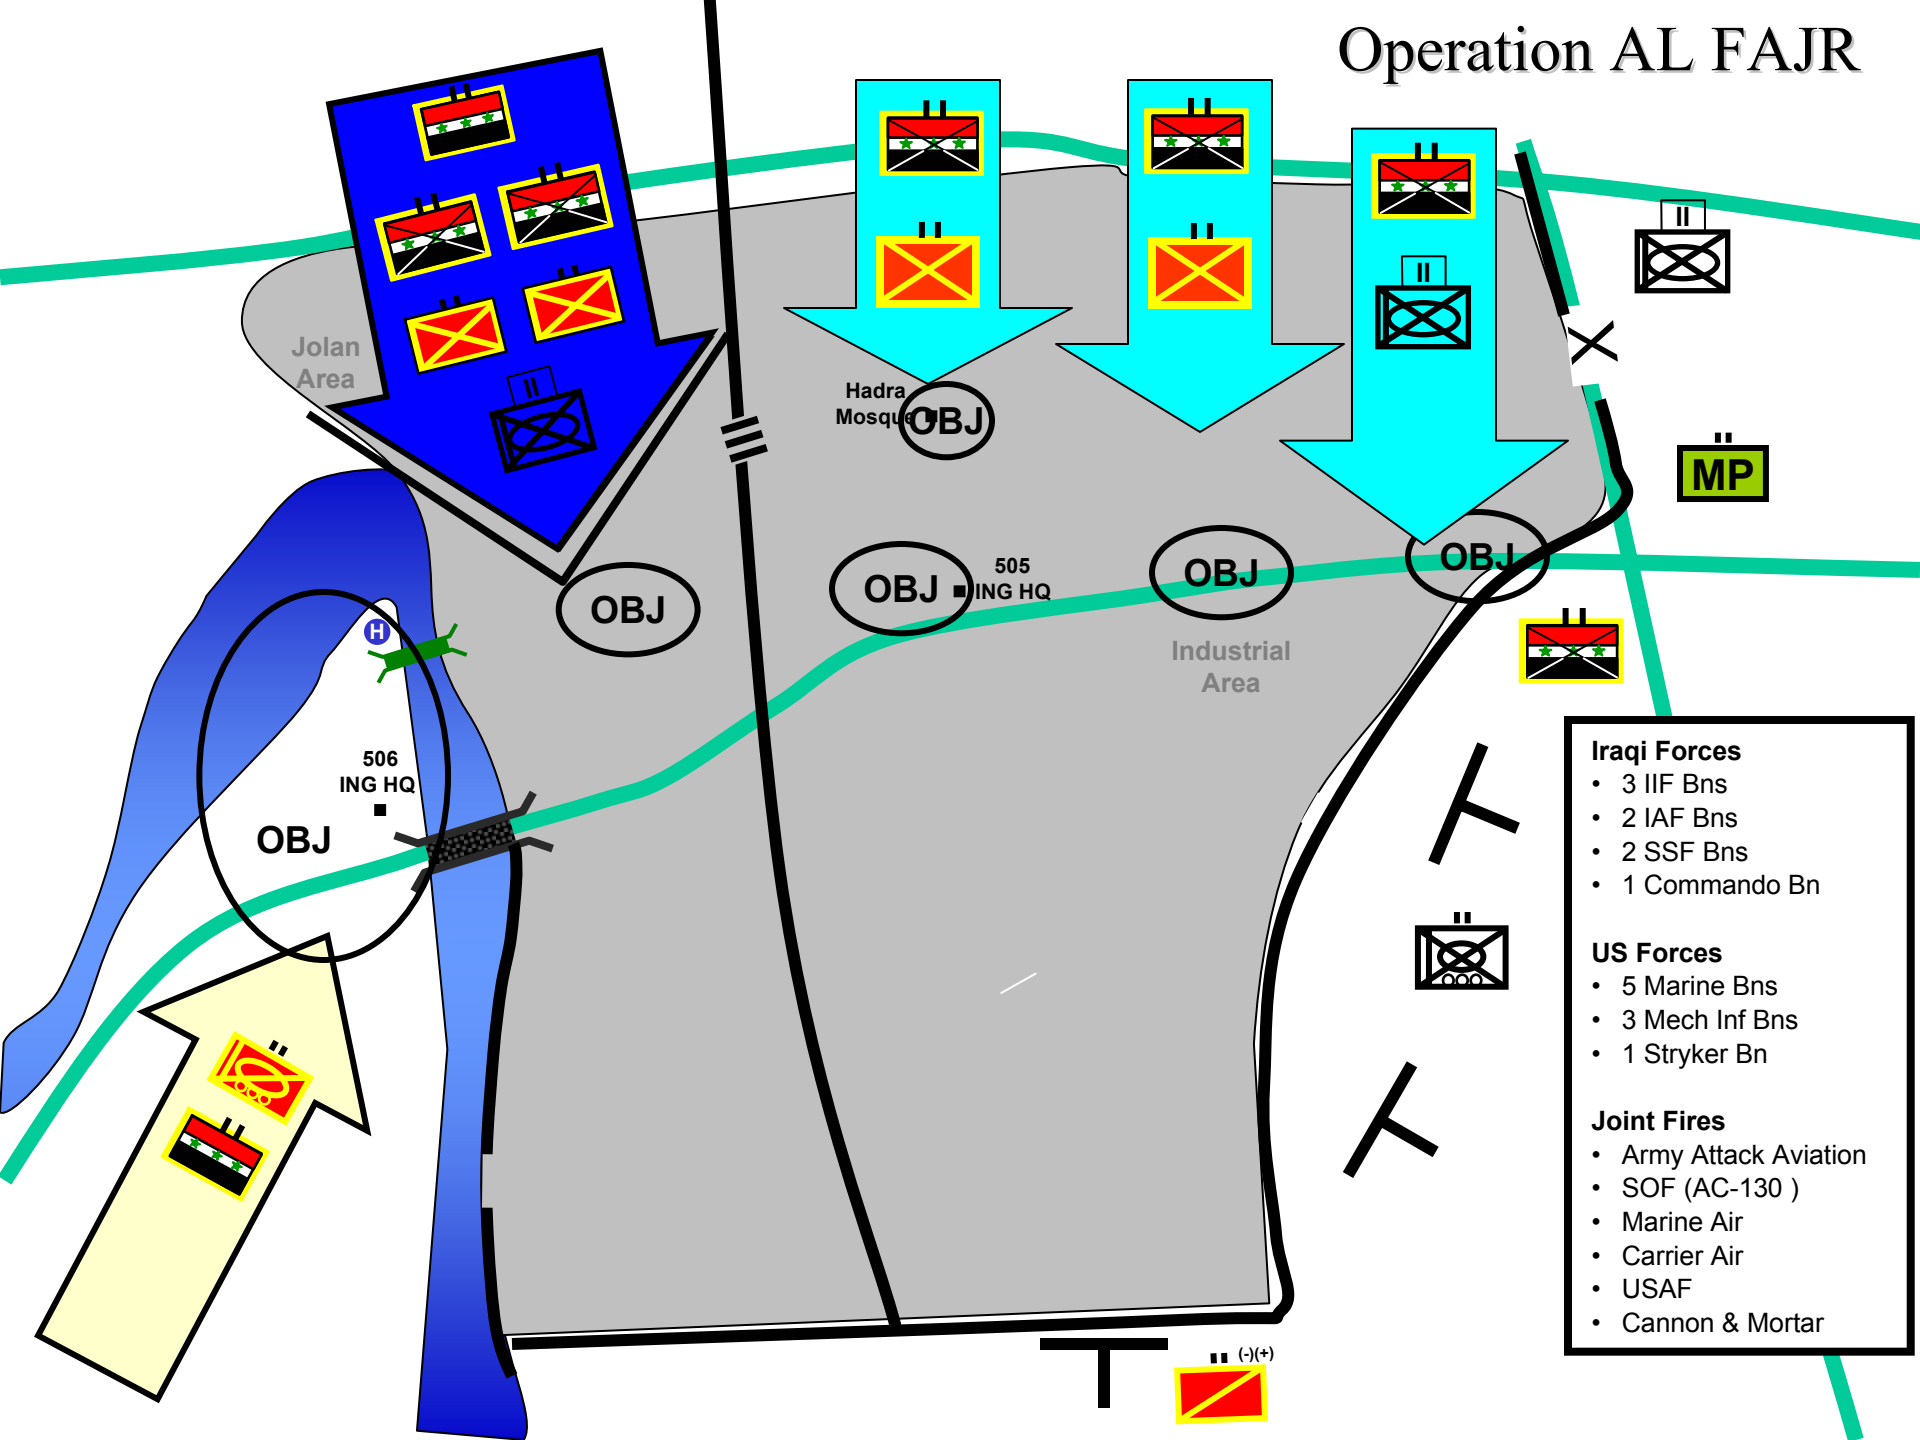 Operation AL FAJR
Jolan
Area
Hadra
Mosque
OBJ
MP
OBJ
OBJ
505
ING HQ
OBJ
OBJ
H
Industrial
Area
506
ING HQ
OBJ
(-)(+)
Iraqi Forces
• 3 IIF Bns
• 2 IAF Bns
• 2 SSF Bns
• 1 Commando Bn
US Forces
• 5 Marine Bns
• 3 Mech Inf Bns
• 1 Stryker Bn
Joint Fires
• Army Attack Aviation
• SOF (AC-130 )
• Marine Air
• Carrier Air
• USAF
• Cannon & Mortar